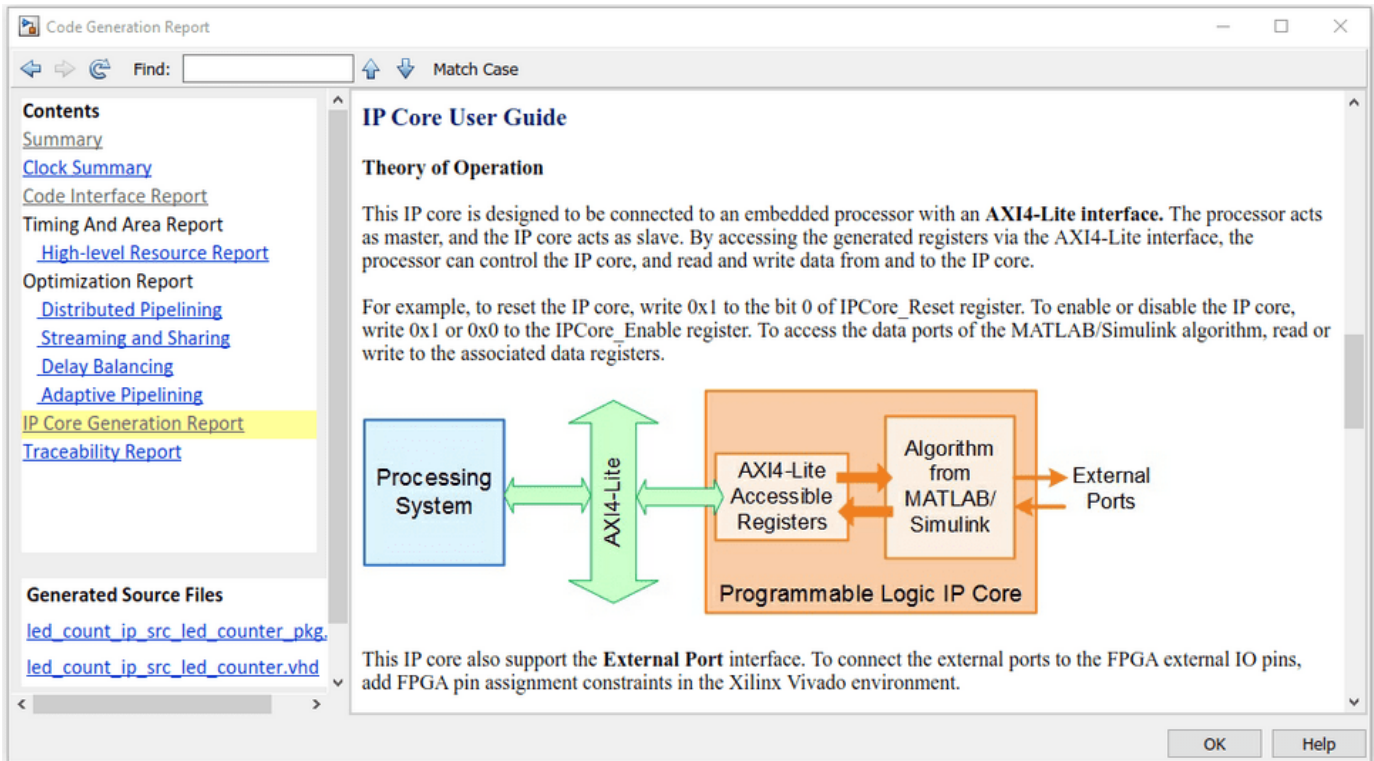 Code Generation Report
Find:
Match Case
Contents
Summary
Clock Summary
Code Interface Report
Timing And Area Report
High-level Resource Report
Optimization Report
Distributed Pipelining
Streaming and Sharing
Delay Balancing
Adaptive Pipelining
IP Core Generation Report
Traceability Report
Generated Source Files
led_count_ip_src_led_counter_pkg.
led_count_ip_src_led_counter.vhd
IP Core User Guide
Theory of Operation
This IP core is designed to be connected to an embedded processor with an AXI4-Lite interface. The processor acts
as master, and the IP core acts as slave. By accessing the generated registers via the AXI4-Lite interface, the
processor can control the IP core, and read and write data from and to the IP core.
For example, to reset the IP core, write 0x1 to the bit 0 of IPCore_Reset register. To enable or disable the IP core,
write 0x1 or 0x0 to the IPCore_Enable register. To access the data ports of the MATLAB/Simulink algorithm, read or
write to the associated data registers.
Processing
System
AXI4-Lite
AXI4-Lite
Accessible
Registers
Algorithm
from
MATLAB/
Simulink
External
Ports
Programmable Logic IP Core
This IP core also support the External Port interface. To connect the external ports to the FPGA external IO pins,
add FPGA pin assignment constraints in the Xilinx Vivado environment.
OK
Help